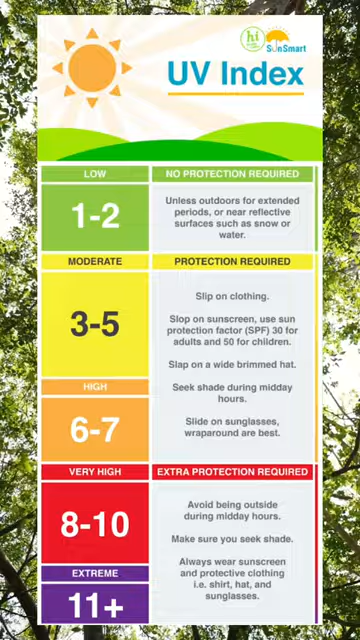 hi
SunSmart
UV Index
LOW
NO PROTECTION REQUIRED
1-2
Unless outdoors for extended
periods, or near reflective
surfaces such as snow or
water.
MODERATE
PROTECTION REQUIRED
3-5
Slip on clothing.
Slop on sunscreen, use sun
protection factor (SPF) 30 for
adults and 50 for children.
Slap on a wide brimmed hat.
HIGH
Seek shade during midday
hours.
6-7
Slide on sunglasses,
wraparound are best.
VERY HIGH
EXTRA PROTECTION REQUIRED
8-10
Avoid being outside
during midday hours.
Make sure you seek shade.
Always wear sunscreen
and protective clothing
i.e. shirt, hat, and
sunglasses.
EXTREME
11+